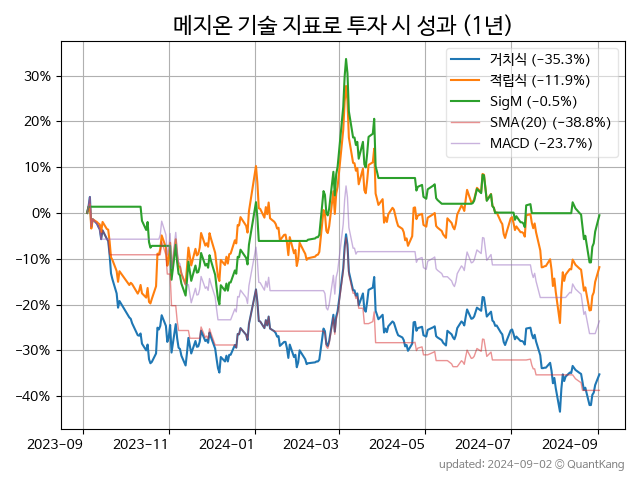 메지온 기술 지표로 투자 시 성과 (1년)
거치식 (−35.3%)
적립식 (−11.9%)
SigM (−0.5%)
SMA(20) (−38.8%)
MACD (−23.7%)
30%
20%
10%
0%
−10%
−20%
−30%
−40%
2023-09
2023-11
2024-01
2024-03
2024-05
2024-07
2024-09
updated: 2024-09-02 © QuantKang